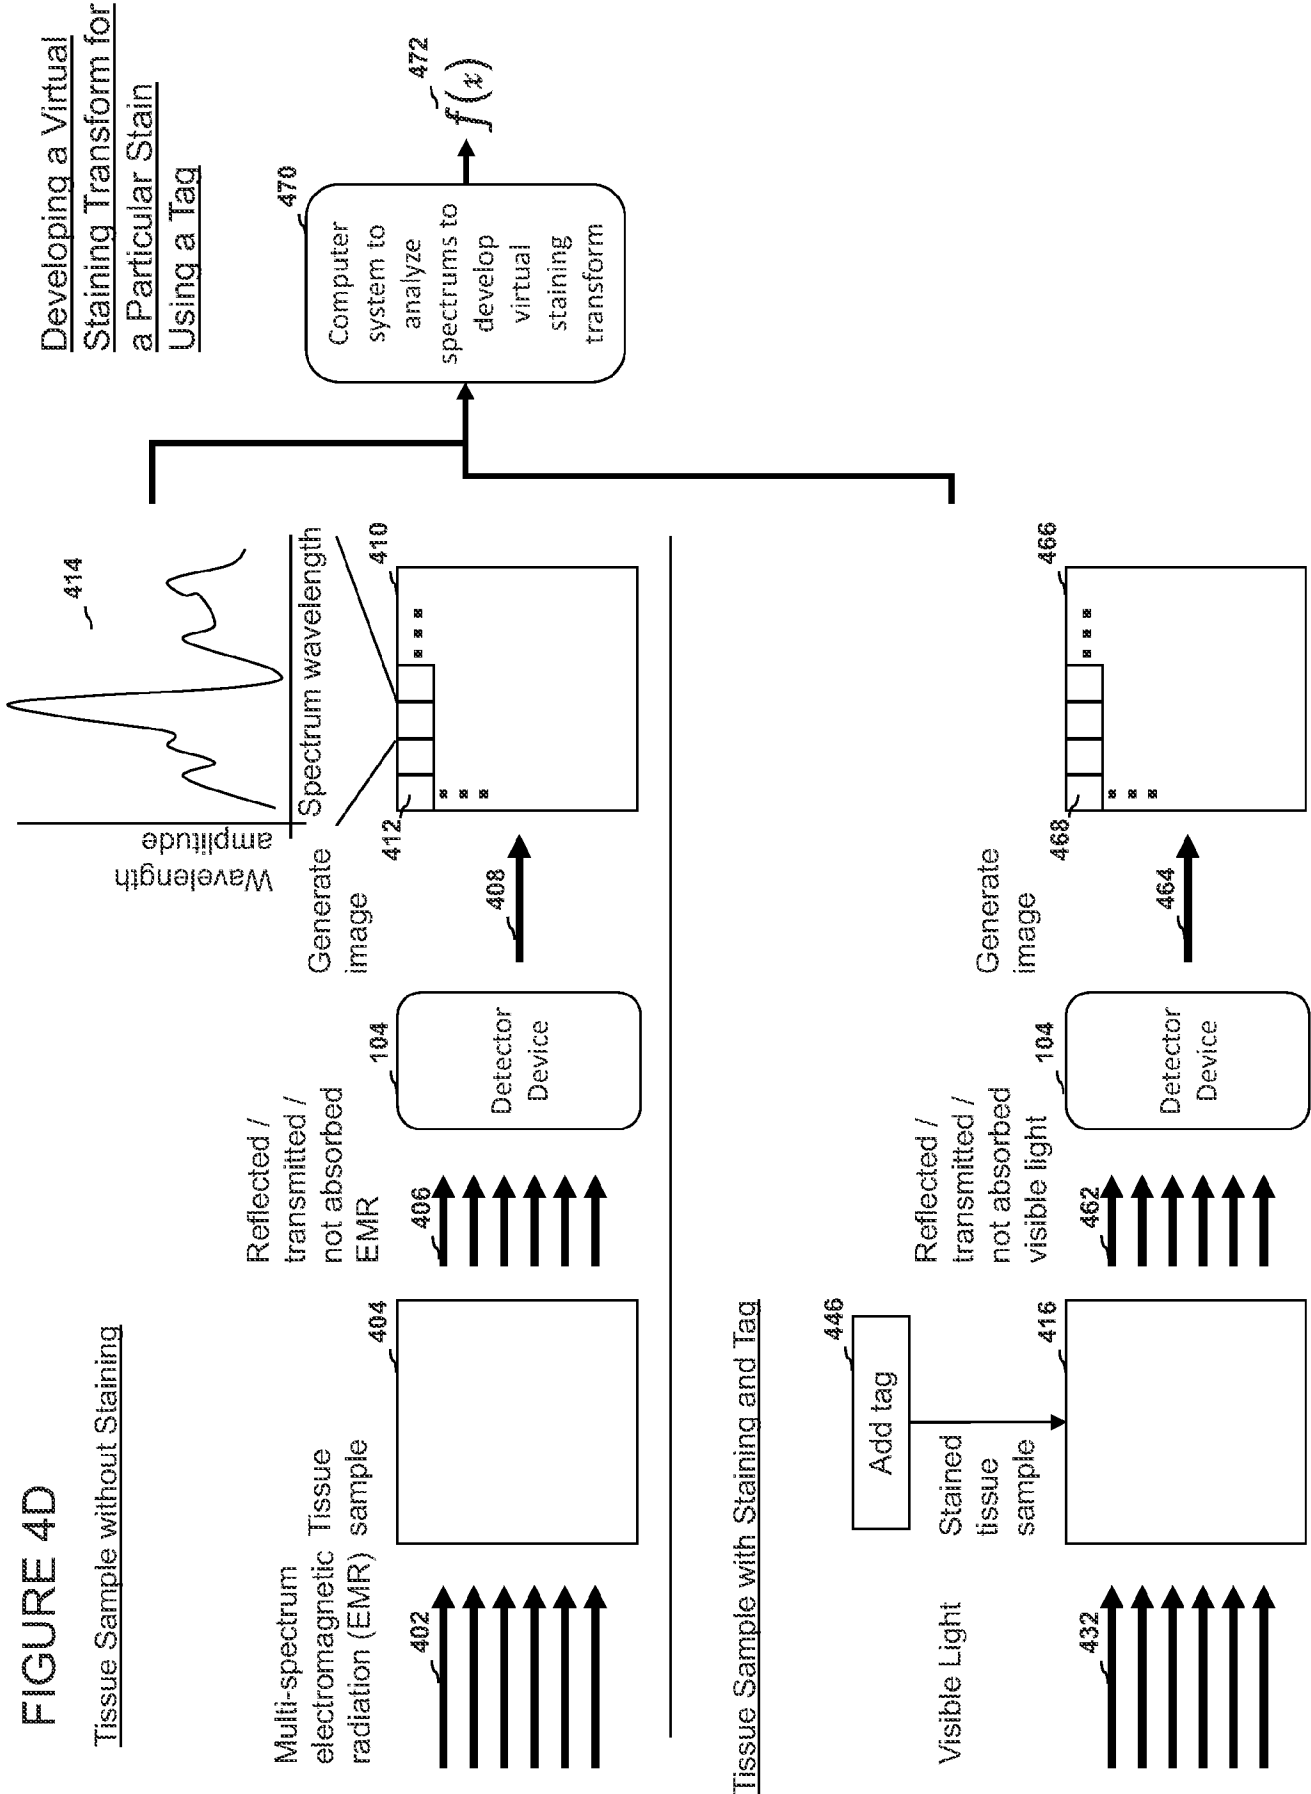 FIGURE 4D
Developing a Virtual
Staining Transform for
a Particular Stain
Using a Tag
Tissue Sample without Staining
Multi-spectrum
electromagnetic
radiation (EMR)
402
Tissue
sample
404
Reflected /
transmitted /
not absorbed
EMR
406
104
Detector
Device
Generate
image
408
Wavelength
amplitude
414
Spectrum wavelength
412
410
470
Computer
system to
analyze
spectrums to
develop
virtual
staining
transform
472
f(x)
Tissue Sample with Staining and Tag
Visible Light
432
446
Add tag
Stained
tissue
sample
416
Reflected /
transmitted /
not absorbed
visible light
462
104
Detector
Device
Generate
image
464
468
466